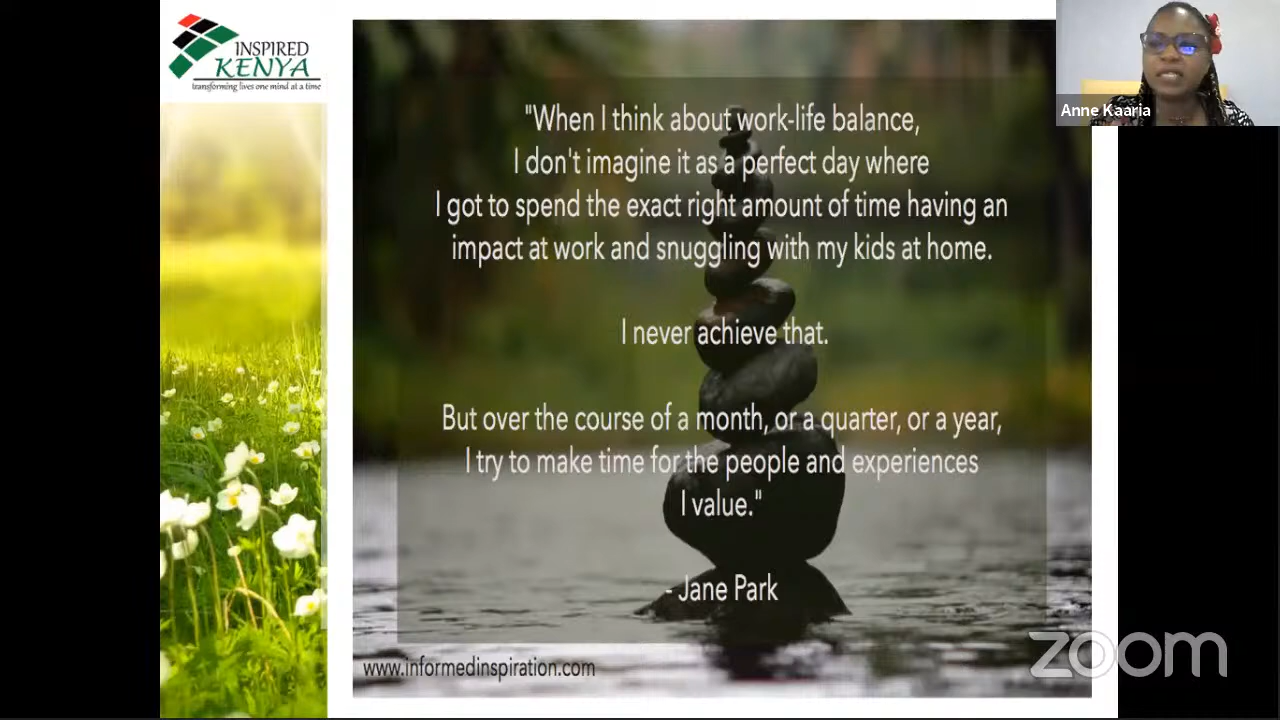 INSPIRED
KENYA
transforming lives one mind at a time
"When I think about work-life balance,
I don't imagine it as a perfect day where
I got to spend the exact right amount of time having an
impact at work and snuggling with my kids at home.
I never achieve that.
But over the course of a month, or a quarter, or a year,
I try to make time for the people and experiences
I value."
- Jane Park
www.informedinspiration.com
Anne Kaaria
zoom